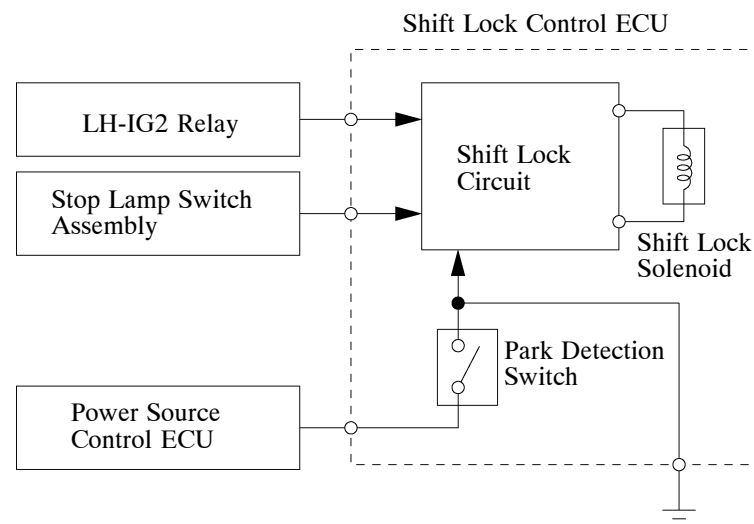 Shift Lock Control ECU
LH-IG2 Relay
Shift Lock
Circuit
Stop Lamp Switch
Assembly
Shift Lock
Solenoid
Park Detection
Switch
Power Source
Control ECU